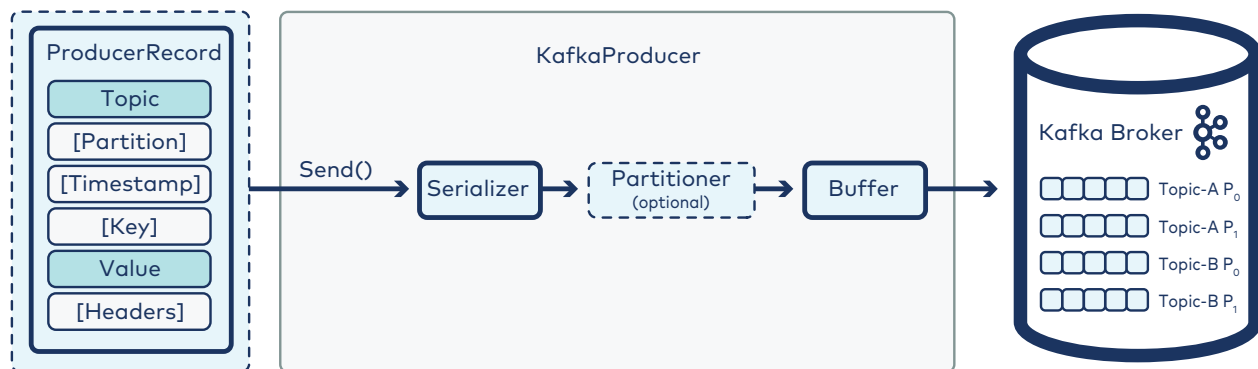 ProducerRecord
Topic
[Partition]
[Timestamp]
[Key]
Value
[Headers]
KafkaProducer
Send()
Serializer
Partitioner
(optional)
Buffer
Kafka Broker
Topic-A P0
Topic-A P1
Topic-B P0
Topic-B P1